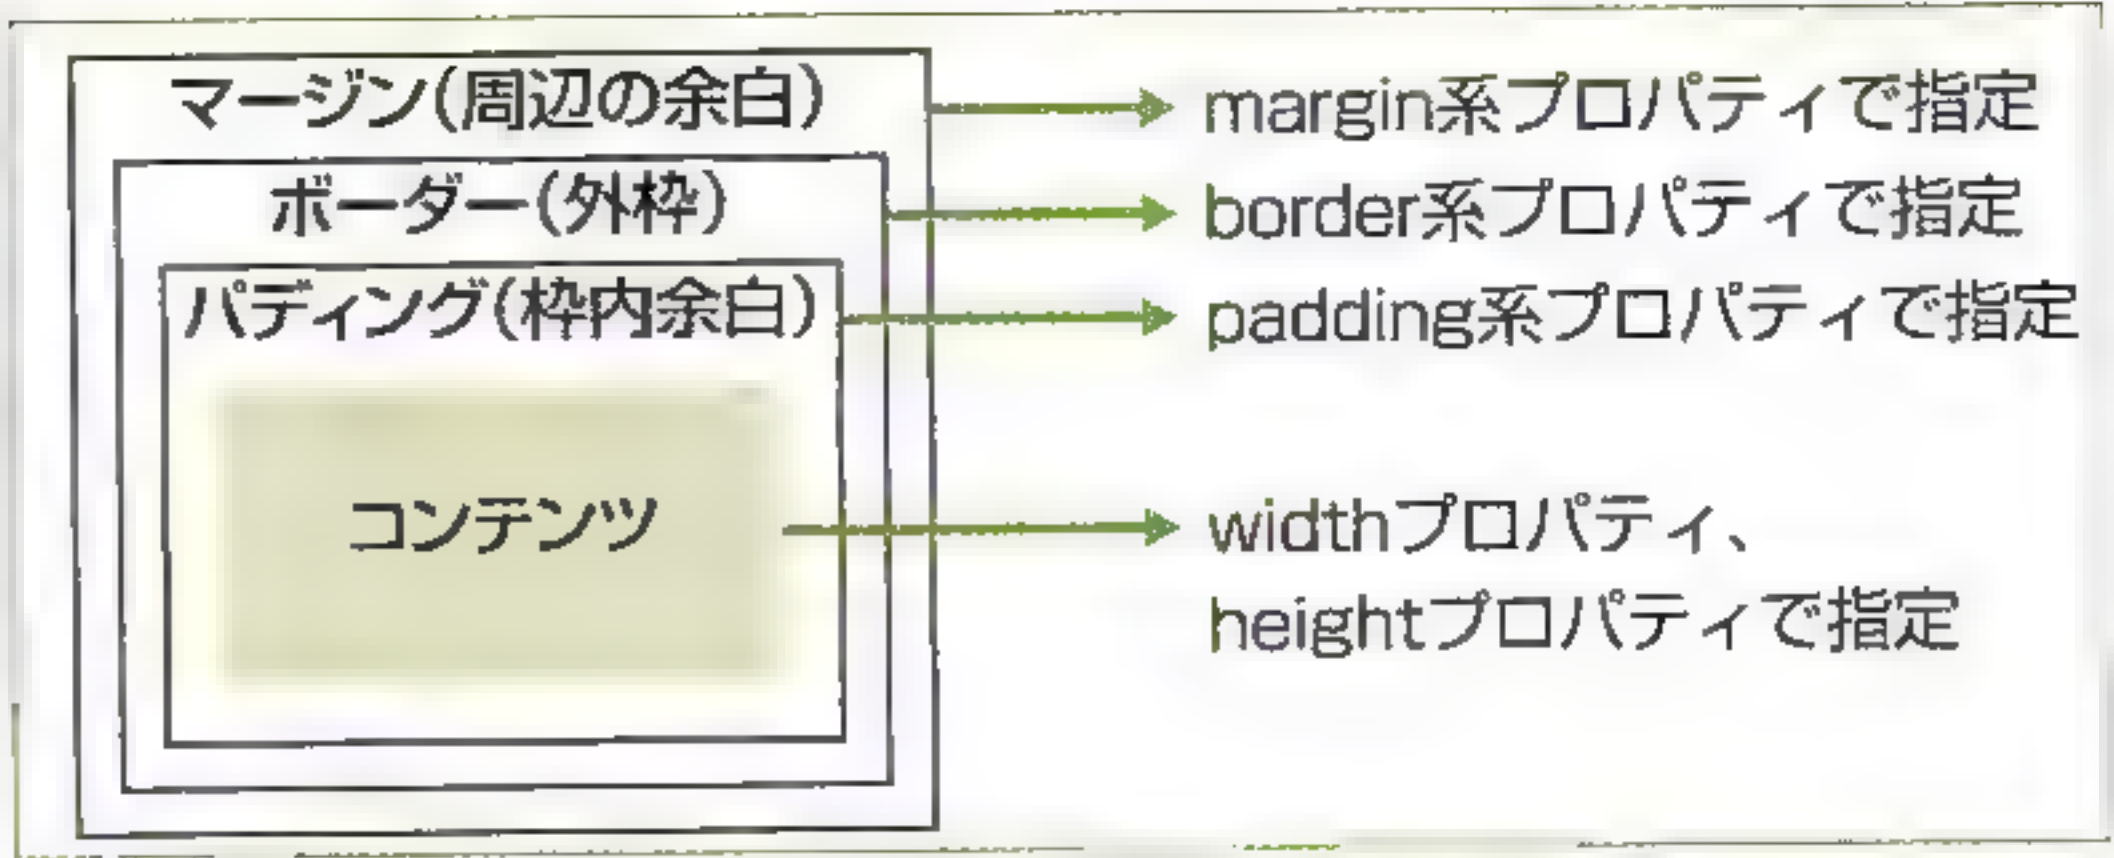 マージン(周辺の余白)
margin系プロパティで指定
ボーダー(外枠)
border系プロパティで指定
パディング(枠内余白)
padding系プロパティで指定
コンテンツ
widthプロパティ、
heightプロパティで指定